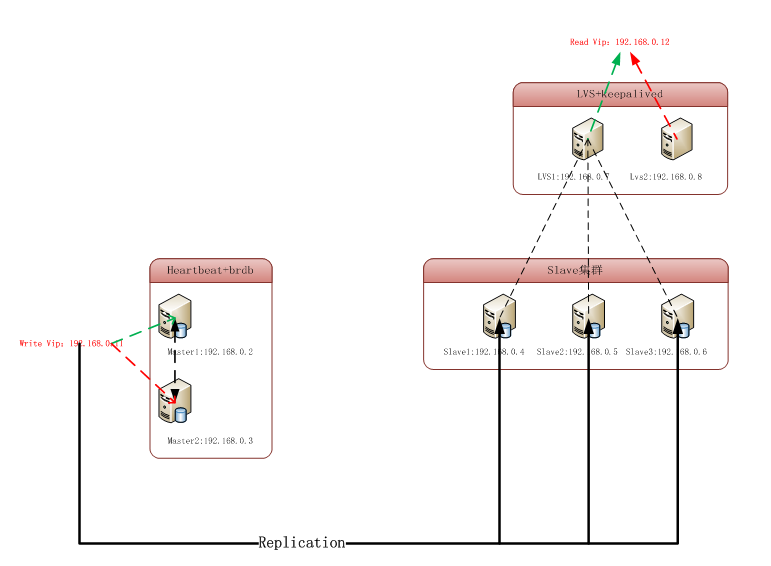 Read Vip: 192.168.0.12
LVS+keepalived
LVS1:192.168.0.7
Lvs2:192.168.0.8
Heartbeat+brdb
Slave集群
Write Vip: 192.168.0.11
Master1:192.168.0.2
Slave1:192.168.0.4
Slave2:192.168.0.5
Slave3:192.168.0.6
Master2:192.168.0.3
Replication